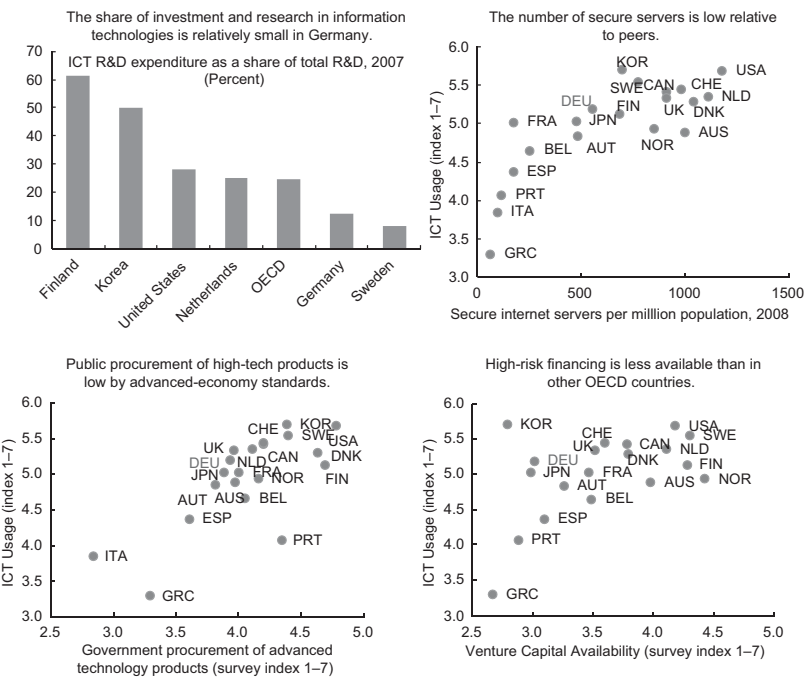 The share of investment and research in information
technologies is relatively small in Germany.
ICT R&D expenditure as a share of total R&D, 2007
(Percent)
70
60
50
40
30
20
10
0
Finland
Korea
United States
Netherlands
OECD
Germany
Sweden
The number of secure servers is low relative
to peers.
ICT Usage (index 1–7)
6.0
5.5
5.0
4.5
4.0
3.5
3.0
KOR
USA
SWE
CAN
CHE
NLD
DEU
FIN
UK
DNK
FRA
JPN
NOR
AUS
BEL
AUT
ESP
PRT
ITA
GRC
0
500
1000
1500
Secure internet servers per milllion population, 2008
Public procurement of high-tech products is
low by advanced-economy standards.
ICT Usage (index 1–7)
6.0
5.5
5.0
4.5
4.0
3.5
3.0
CHE
KOR
SWE
USA
UK
CAN
DNK
DEU
NLD
JPN
FRA
NOR
FIN
AUT
AUS
BEL
ESP
PRT
ITA
GRC
2.5
3.0
3.5
4.0
4.5
5.0
Government procurement of advanced
technology products (survey index 1–7)
High-risk financing is less available than in
other OECD countries.
ICT Usage (index 1–7)
6.0
5.5
5.0
4.5
4.0
3.5
3.0
KOR
USA
CHE
SWE
UK
CAN
NLD
DEU
DNK
FIN
JPN
FRA
NOR
AUT
AUS
BEL
ESP
PRT
GRC
2.5
3.0
3.5
4.0
4.5
5.0
Venture Capital Availability (survey index 1–7)